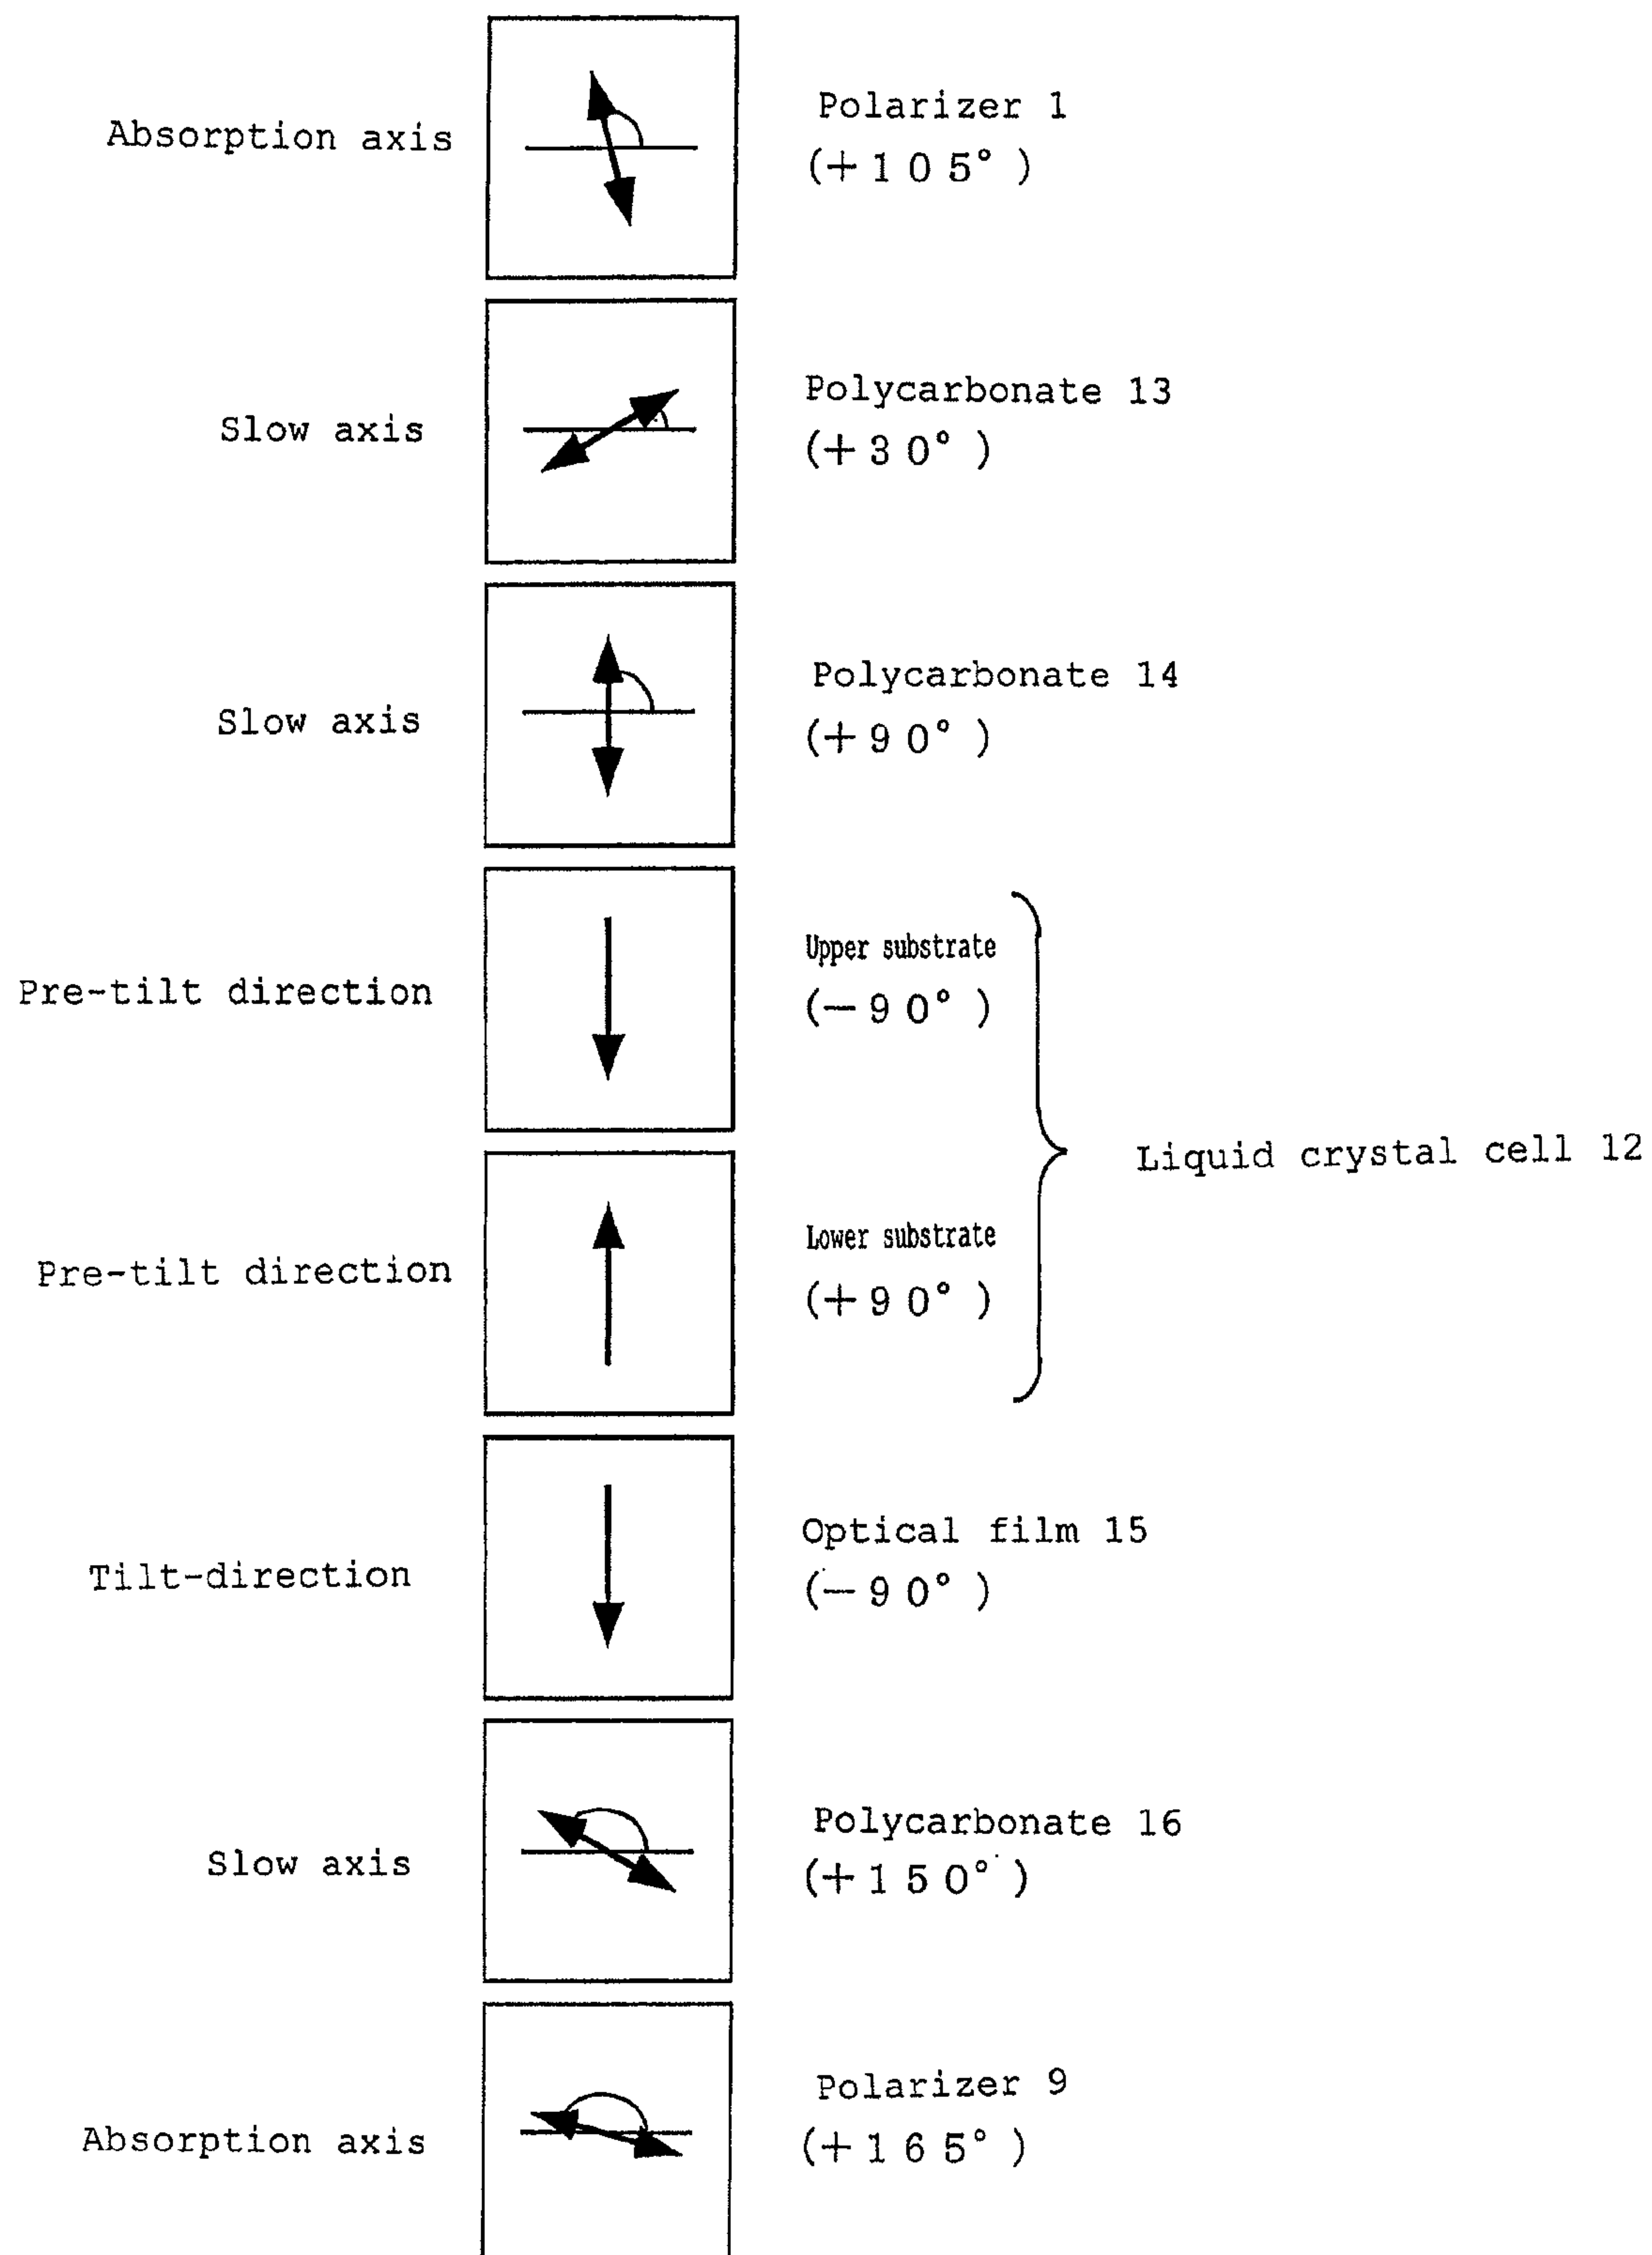 Absorption axis
Polarizer 1
(+105°)
Slow axis
Polycarbonate 13
(+30°)
Slow axis
Polycarbonate 14
(+90°)
Pre-tilt direction
Upper substrate
(−90°)
Liquid crystal cell 12
Pre-tilt direction
Lower substrate
(+90°)
Tilt-direction
Optical film 15
(−90°)
Slow axis
Polycarbonate 16
(+150°)
Absorption axis
Polarizer 9
(+165°)